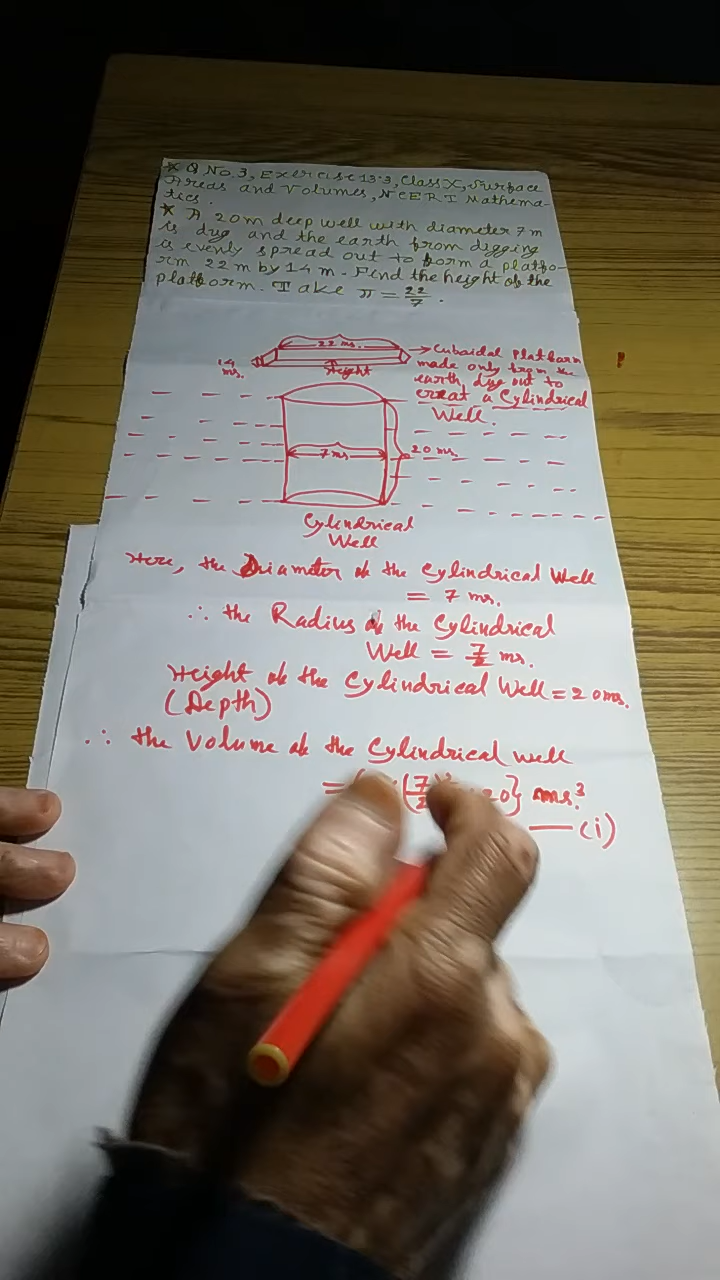 * Q No. 3, Exercise 13.3, Class X, Surface
Areas and Volumes, NCERT Mathema-
tics.
* A 20m deep well with diameter 7 m
is dug and the earth from digging
is evenly spread out to form a platfo-
rm 22 m by 14 m. Find the height of the
platform. Take π = 22/7.
22 ms.
14
ms.
Height
→ Cuboidal Platform
made only from the
earth dug out to
creat a Cylindrical
Well.
7 ms
20 ms.
Cylindrical
Well
Here, the Diameter of the Cylindrical Well
= 7 ms.
∴ the Radius of the Cylindrical
Well = 7/2 ms.
Height of the Cylindrical Well = 20 ms.
(Depth)
∴ the Volume of the Cylindrical well
= (7/2)² 20} ms.³
— (i)